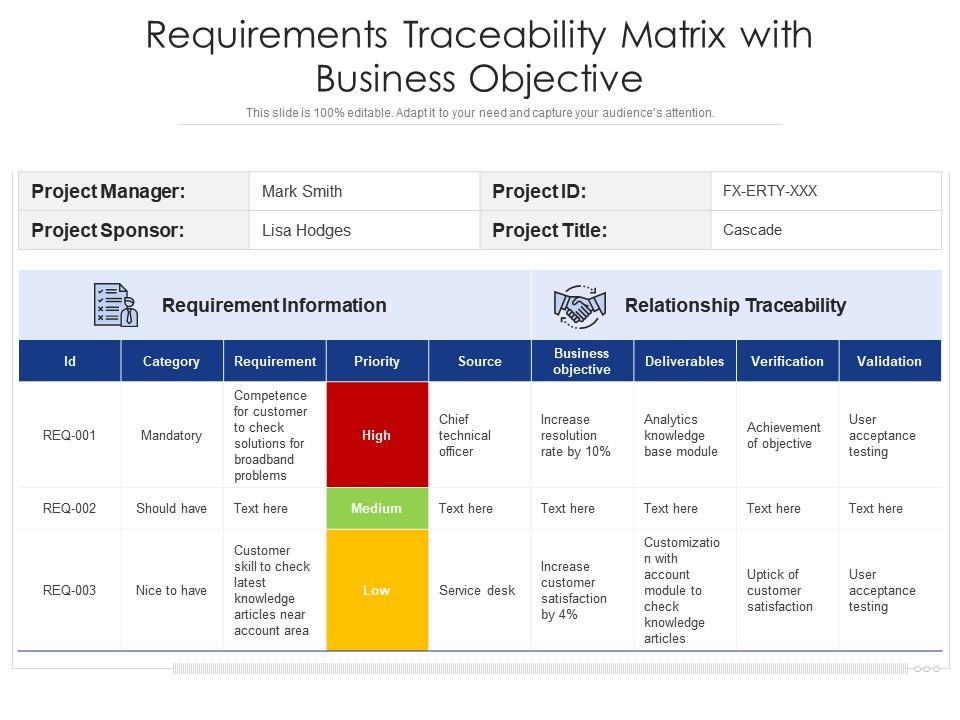 Requirements Traceability Matrix with
Business Objective
This slide is 100% editable. Adapt it to your need and capture your audience's attention.
Project Manager:
Mark Smith
Project ID:
FX-ERTY-XXX
Project Sponsor:
Lisa Hodges
Project Title:
Cascade
Requirement Information
Relationship Traceability
Id
Category
Requirement
Priority
Source
Business
objective
Deliverables
Verification
Validation
REQ-001
Mandatory
Competence
for customer
to check
solutions for
broadband
problems
High
Chief
technical
officer
Increase
resolution
rate by 10%
Analytics
knowledge
base module
Achievement
of objective
User
acceptance
testing
REQ-002
Should have
Text here
Medium
Text here
Text here
Text here
Text here
Text here
REQ-003
Nice to have
Customer
skill to check
latest
knowledge
articles near
account area
Low
Service desk
Increase
customer
satisfaction
by 4%
Customizatio
n with
account
module to
check
knowledge
articles
Uptick of
customer
satisfaction
User
acceptance
testing